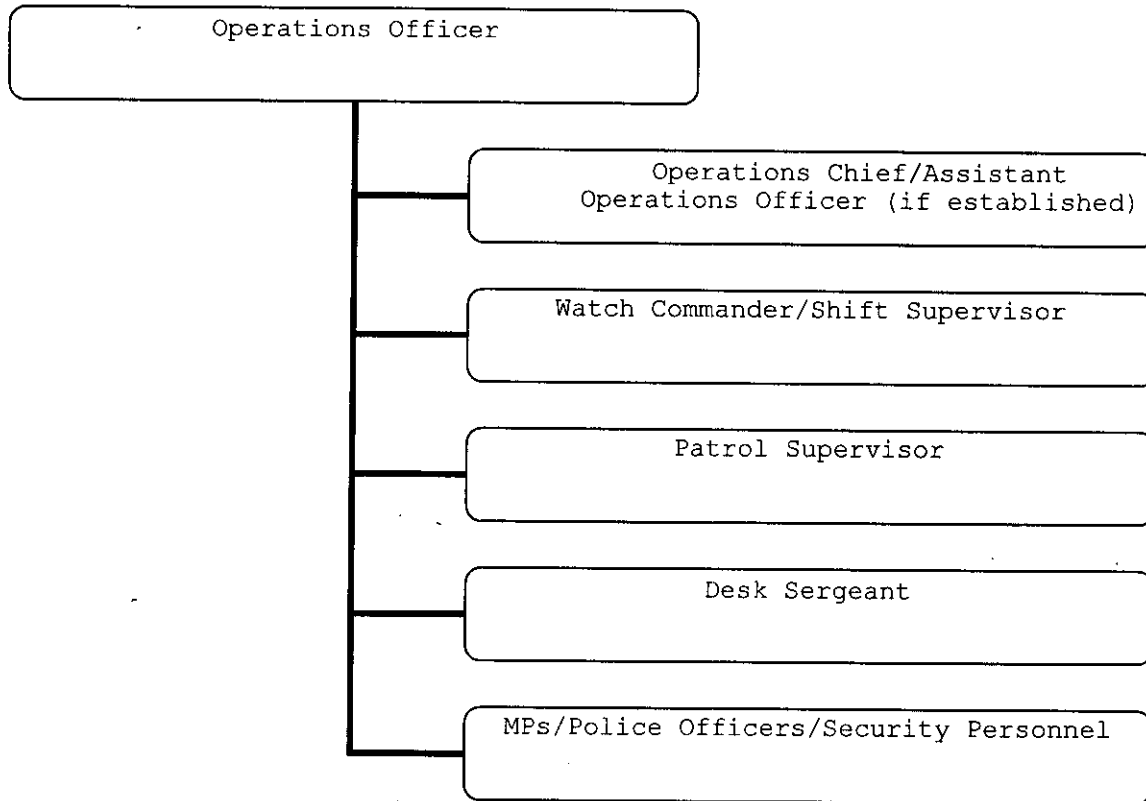 Operations Officer
Operations Chief/Assistant
Operations Officer (if established)
Watch Commander/Shift Supervisor
Patrol Supervisor
Desk Sergeant
MPs/Police Officers/Security Personnel